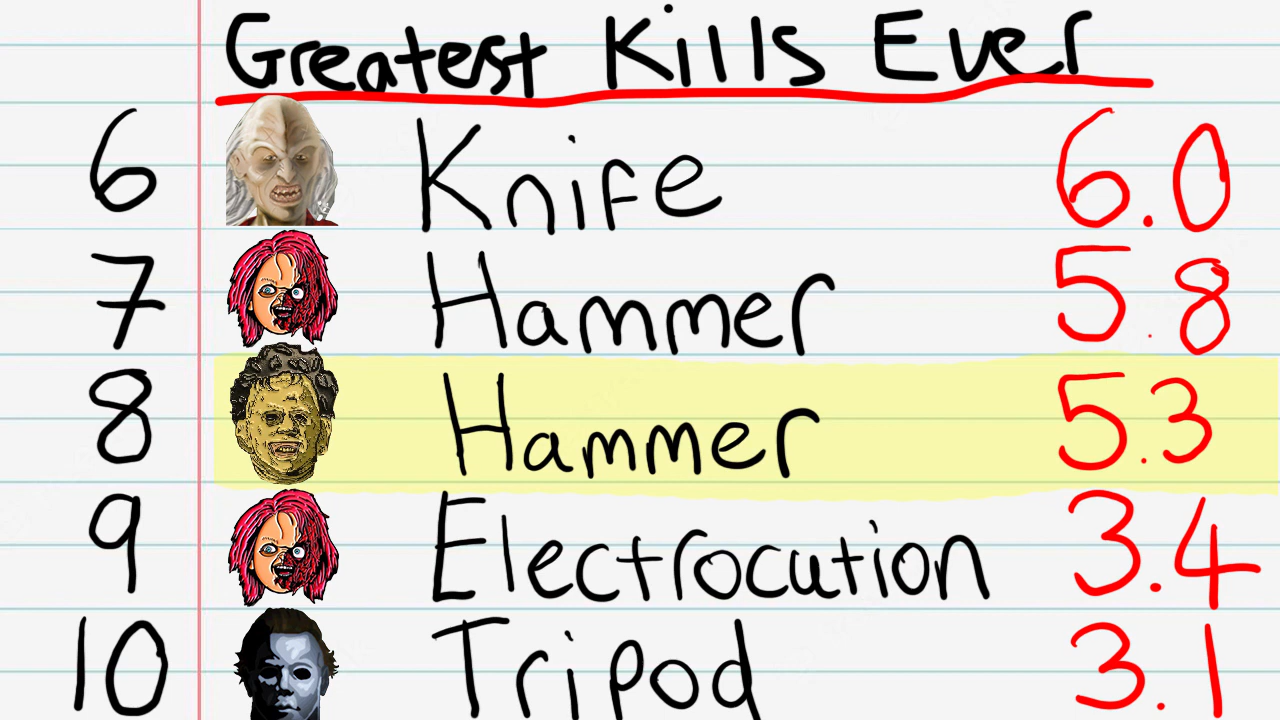 Greatest Kills Ever
6 Knife 6.0
7 Hammer 5.8
8 Hammer 5.3
9 Electrocution 3.4
10 Tripod 3.1